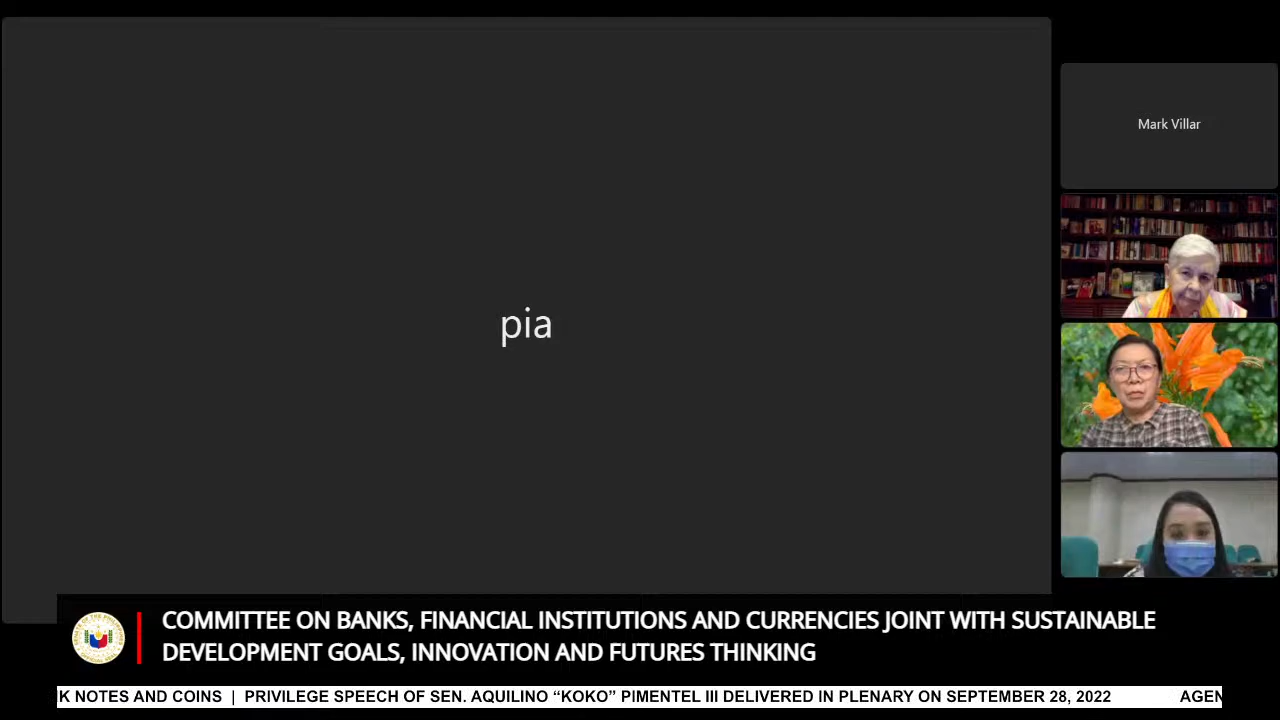 pia
Mark Villar
COMMITTEE ON BANKS, FINANCIAL INSTITUTIONS AND CURRENCIES JOINT WITH SUSTAINABLE
DEVELOPMENT GOALS, INNOVATION AND FUTURES THINKING
K NOTES AND COINS | PRIVILEGE SPEECH OF SEN. AQUILINO “KOKO” PIMENTEL III DELIVERED IN PLENARY ON SEPTEMBER 28, 2022 AGEN